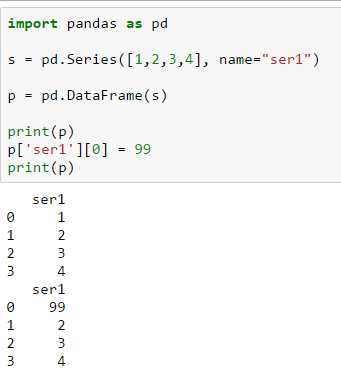 import pandas as pd
s = pd.Series([1,2,3,4], name="ser1")
p = pd.DataFrame(s)
print(p)
p['ser1'][0] = 99
print(p)
   ser1
0     1
1     2
2     3
3     4
   ser1
0    99
1     2
2     3
3     4